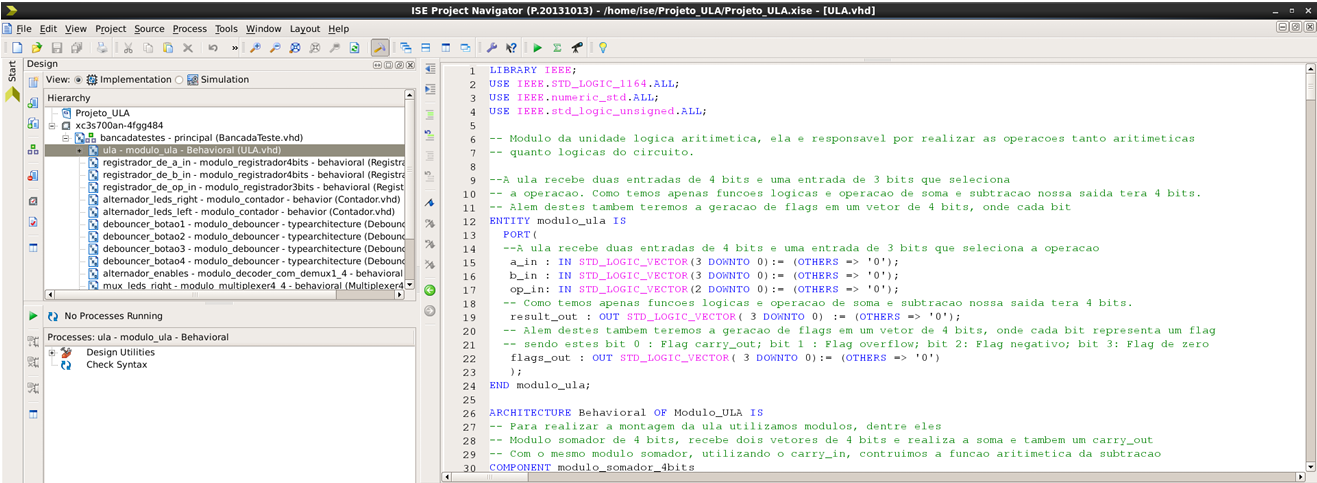 ISE Project Navigator (P.20131013) - /home/ise/Projeto_ULA/Projeto_ULA.xise - [ULA.vhd]
File Edit View Project Source Process Tools Window Layout Help
Start
Design
View: Implementation Simulation
Hierarchy
Projeto_ULA
xc3s700an-4fgg484
bancadatestes - principal (BancadaTeste.vhd)
ula - modulo_ula - Behavioral (ULA.vhd)
registrador_de_a_in - modulo_registrador4bits - behavioral (Registra
registrador_de_b_in - modulo_registrador4bits - behavioral (Registra
registrador_de_op_in - modulo_registrador3bits - behavioral (Regist
alternador_leds_right - modulo_contador - behavior (Contador.vhd)
alternador_leds_left - modulo_contador - behavior (Contador.vhd)
debouncer_botao1 - modulo_debouncer - typearchitecture (Debounc
debouncer_botao2 - modulo_debouncer - typearchitecture (Debounc
debouncer_botao3 - modulo_debouncer - typearchitecture (Debounc
debouncer_botao4 - modulo_debouncer - typearchitecture (Debounc
alternador_enables - modulo_decoder_com_demux1_4 - behavioral
mux_leds_right - modulo_multiplexer4_4 - behavioral (Multiplexer4
No Processes Running
Processes: ula - modulo_ula - Behavioral
Design Utilities
Check Syntax
1 LIBRARY IEEE;
2 USE IEEE.STD_LOGIC_1164.ALL;
3 USE IEEE.numeric_std.ALL;
4 USE IEEE.std_logic_unsigned.ALL;
5
6 -- Modulo da unidade logica aritimetica, ela e responsavel por realizar as operacoes tanto aritimeticas
7 -- quanto logicas do circuito.
8
9 --A ula recebe duas entradas de 4 bits e uma entrada de 3 bits que seleciona
10 -- a operacao. Como temos apenas funcoes logicas e operacao de soma e subtracao nossa saida tera 4 bits.
11 -- Alem destes tambem teremos a geracao de flags em um vetor de 4 bits, onde cada bit
12 ENTITY modulo_ula IS
13 PORT(
14 --A ula recebe duas entradas de 4 bits e uma entrada de 3 bits que seleciona a operacao
15 a_in : IN STD_LOGIC_VECTOR(3 DOWNTO 0):= (OTHERS => '0');
16 b_in : IN STD_LOGIC_VECTOR(3 DOWNTO 0):= (OTHERS => '0');
17 op_in: IN STD_LOGIC_VECTOR(2 DOWNTO 0):= (OTHERS => '0');
18 -- Como temos apenas funcoes logicas e operacao de soma e subtracao nossa saida tera 4 bits.
19 result_out : OUT STD_LOGIC_VECTOR( 3 DOWNTO 0) := (OTHERS => '0');
20 -- Alem destes tambem teremos a geracao de flags em um vetor de 4 bits, onde cada bit representa um flag
21 -- sendo estes bit 0 : Flag carry_out; bit 1 : Flag overflow; bit 2: Flag negativo; bit 3: Flag de zero
22 flags_out : OUT STD_LOGIC_VECTOR( 3 DOWNTO 0):= (OTHERS => '0')
23 );
24 END modulo_ula;
25
26 ARCHITECTURE Behavioral OF Modulo_ULA IS
27 -- Para realizar a montagem da ula utilizamos modulos, dentre eles
28 -- Modulo somador de 4 bits, recebe dois vetores de 4 bits e realiza a soma e tambem um carry_out
29 -- Com o mesmo modulo somador, utilizando o carry_in, contruimos a funcao aritimetica da subtracao
30 COMPONENT modulo_somador_4bits